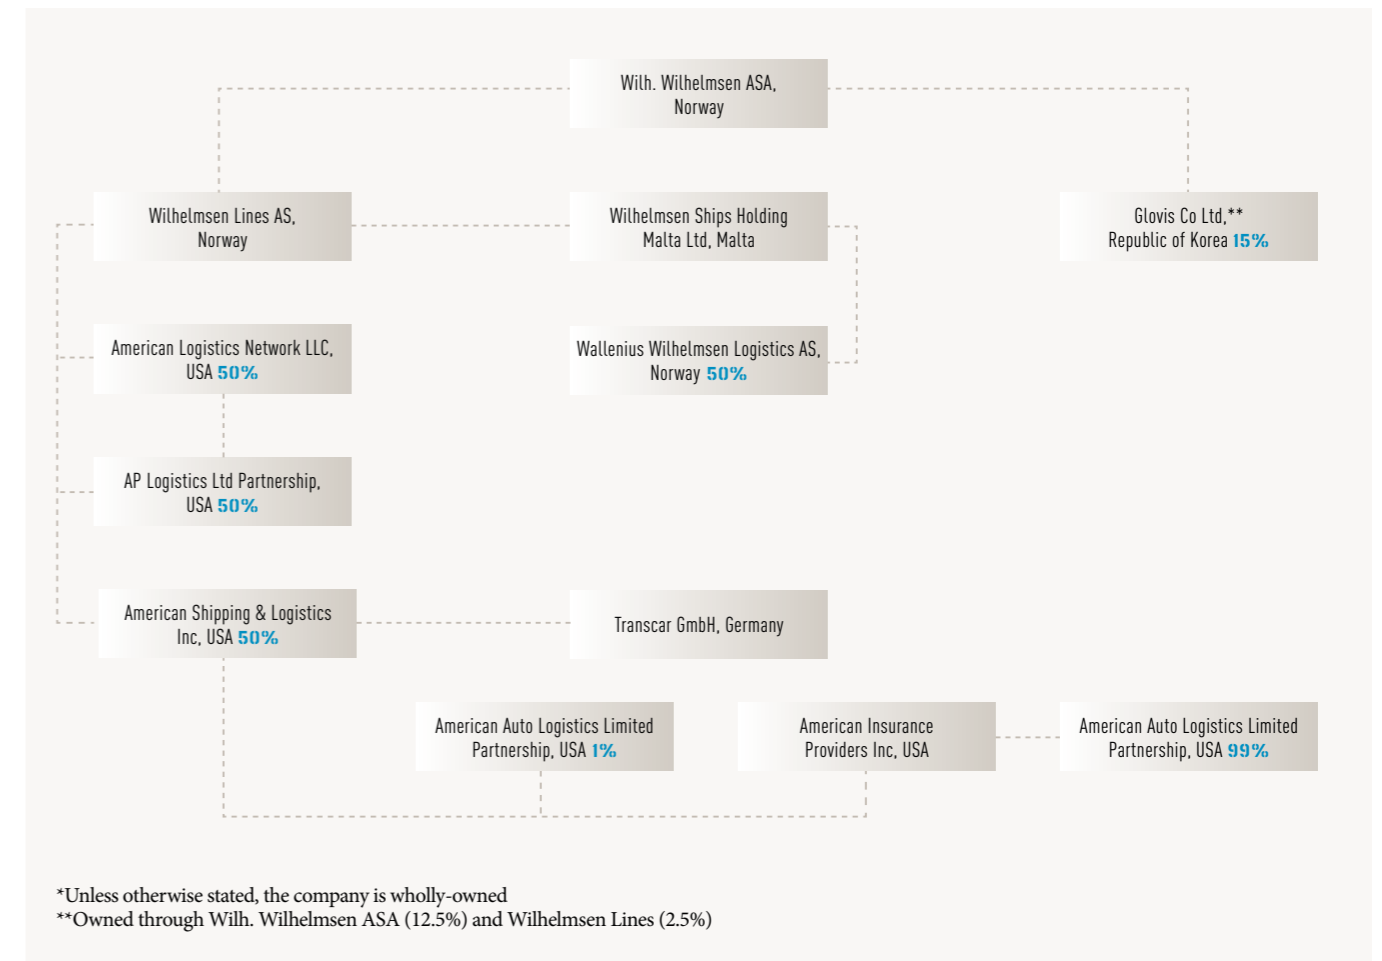 Wilh. Wilhelmsen ASA,
Norway
Wilhelmsen Lines AS,
Norway
Wilhelmsen Ships Holding
Malta Ltd, Malta
Glovis Co Ltd,**
Republic of Korea 15%
American Logistics Network LLC,
USA 50%
Wallenius Wilhelmsen Logistics AS,
Norway 50%
AP Logistics Ltd Partnership,
USA 50%
American Shipping & Logistics
Inc, USA 50%
Transcar GmbH, Germany
American Auto Logistics Limited
Partnership, USA 1%
American Insurance
Providers Inc, USA
American Auto Logistics Limited
Partnership, USA 99%
*Unless otherwise stated, the company is wholly-owned
**Owned through Wilh. Wilhelmsen ASA (12.5%) and Wilhelmsen Lines (2.5%)